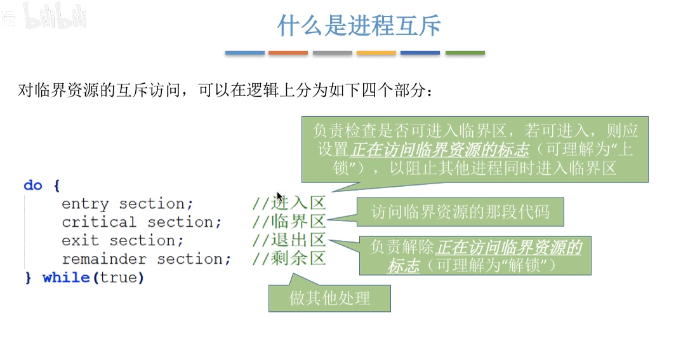 bilibili
什么是进程互斥
对临界资源的互斥访问，可以在逻辑上分为如下四个部分：
负责检查是否可进入临界区，若可进入，则应
设置正在访问临界资源的标志（可理解为“上
锁”），以阻止其他进程同时进入临界区
do {
entry section; //进入区
critical section; //临界区
访问临界资源的那段代码
exit section; //退出区
remainder section; //剩余区
负责解除正在访问临界资源的
标志（可理解为“解锁”）
} while(true)
做其他处理